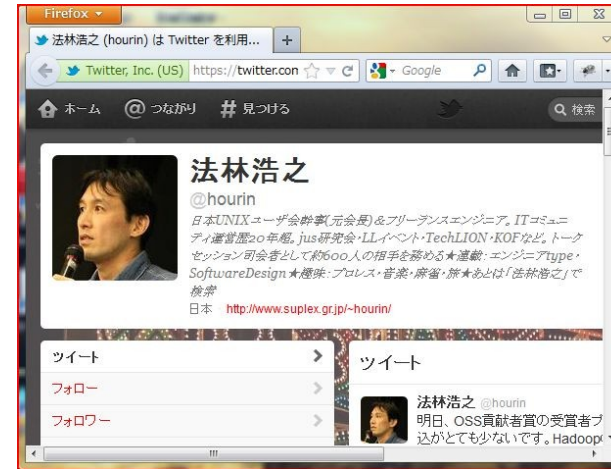 Firefox
法林浩之 (hourin) は Twitter を利用...
Twitter, Inc. (US) https://twitter.con
Google
ホーム @ つながり # 見つける 検索
法林浩之
@hourin
日本UNIXユーザ会幹事(元会長)&フリーランスエンジニア。ITコミュニ
ティ運営歴20年超。jus研究会・LLイベント・TechLION・KOFなど。トーク
セッション司会者として約600人の相手を務める★連載:エンジニアtype・
SoftwareDesign★趣味:プロレス・音楽・麻雀・旅★あとは「法林浩之」で
検索
日本 http://www.suplex.gr.jp/~hourin/
ツイート
フォロー
フォロワー
ツイート
法林浩之 @hourin
明日、OSS貢献者賞の受賞者ブ
込がとても少ないです。Hadoop